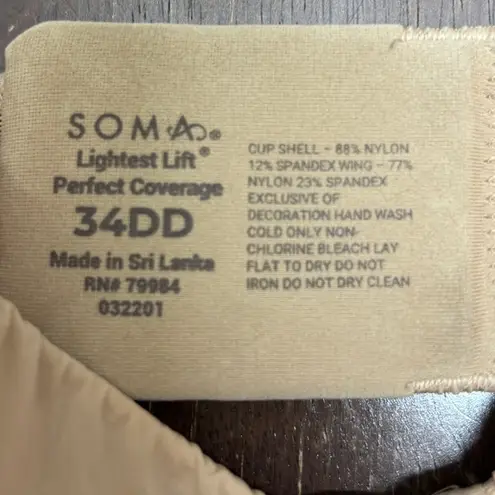 SOMA®
Lightest Lift®
Perfect Coverage
34DD
Made in Sri Lanka
RN# 79984
032201
CUP SHELL - 88% NYLON
12% SPANDEX WING - 77%
NYLON 23% SPANDEX
EXCLUSIVE OF
DECORATION HAND WASH
COLD ONLY NON-
CHLORINE BLEACH LAY
FLAT TO DRY DO NOT
IRON DO NOT DRY CLEAN